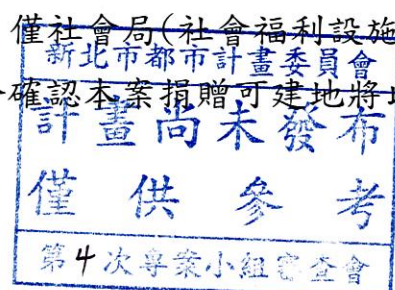 僅社會局(社會福利設施
新北市都市計畫委員會
確認本案捐贈可建地將
計畫尚未發布
僅供參考
第4次專案小組審查會